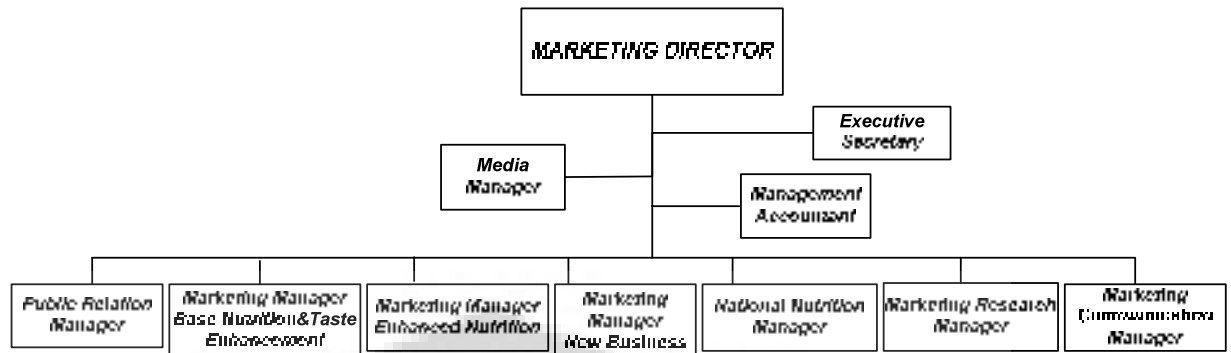 MARKETING DIRECTOR
Executive
Secretary
Media
Manager
Management
Accountant
Public Relation
Manager
Marketing Manager
Base Nutrition&Taste
Enhancement
Marketing Manager
Enhanced Nutrition
Marketing
Manager
New Business
National Nutrition
Manager
Marketing Research
Manager
Marketing
Communication
Manager